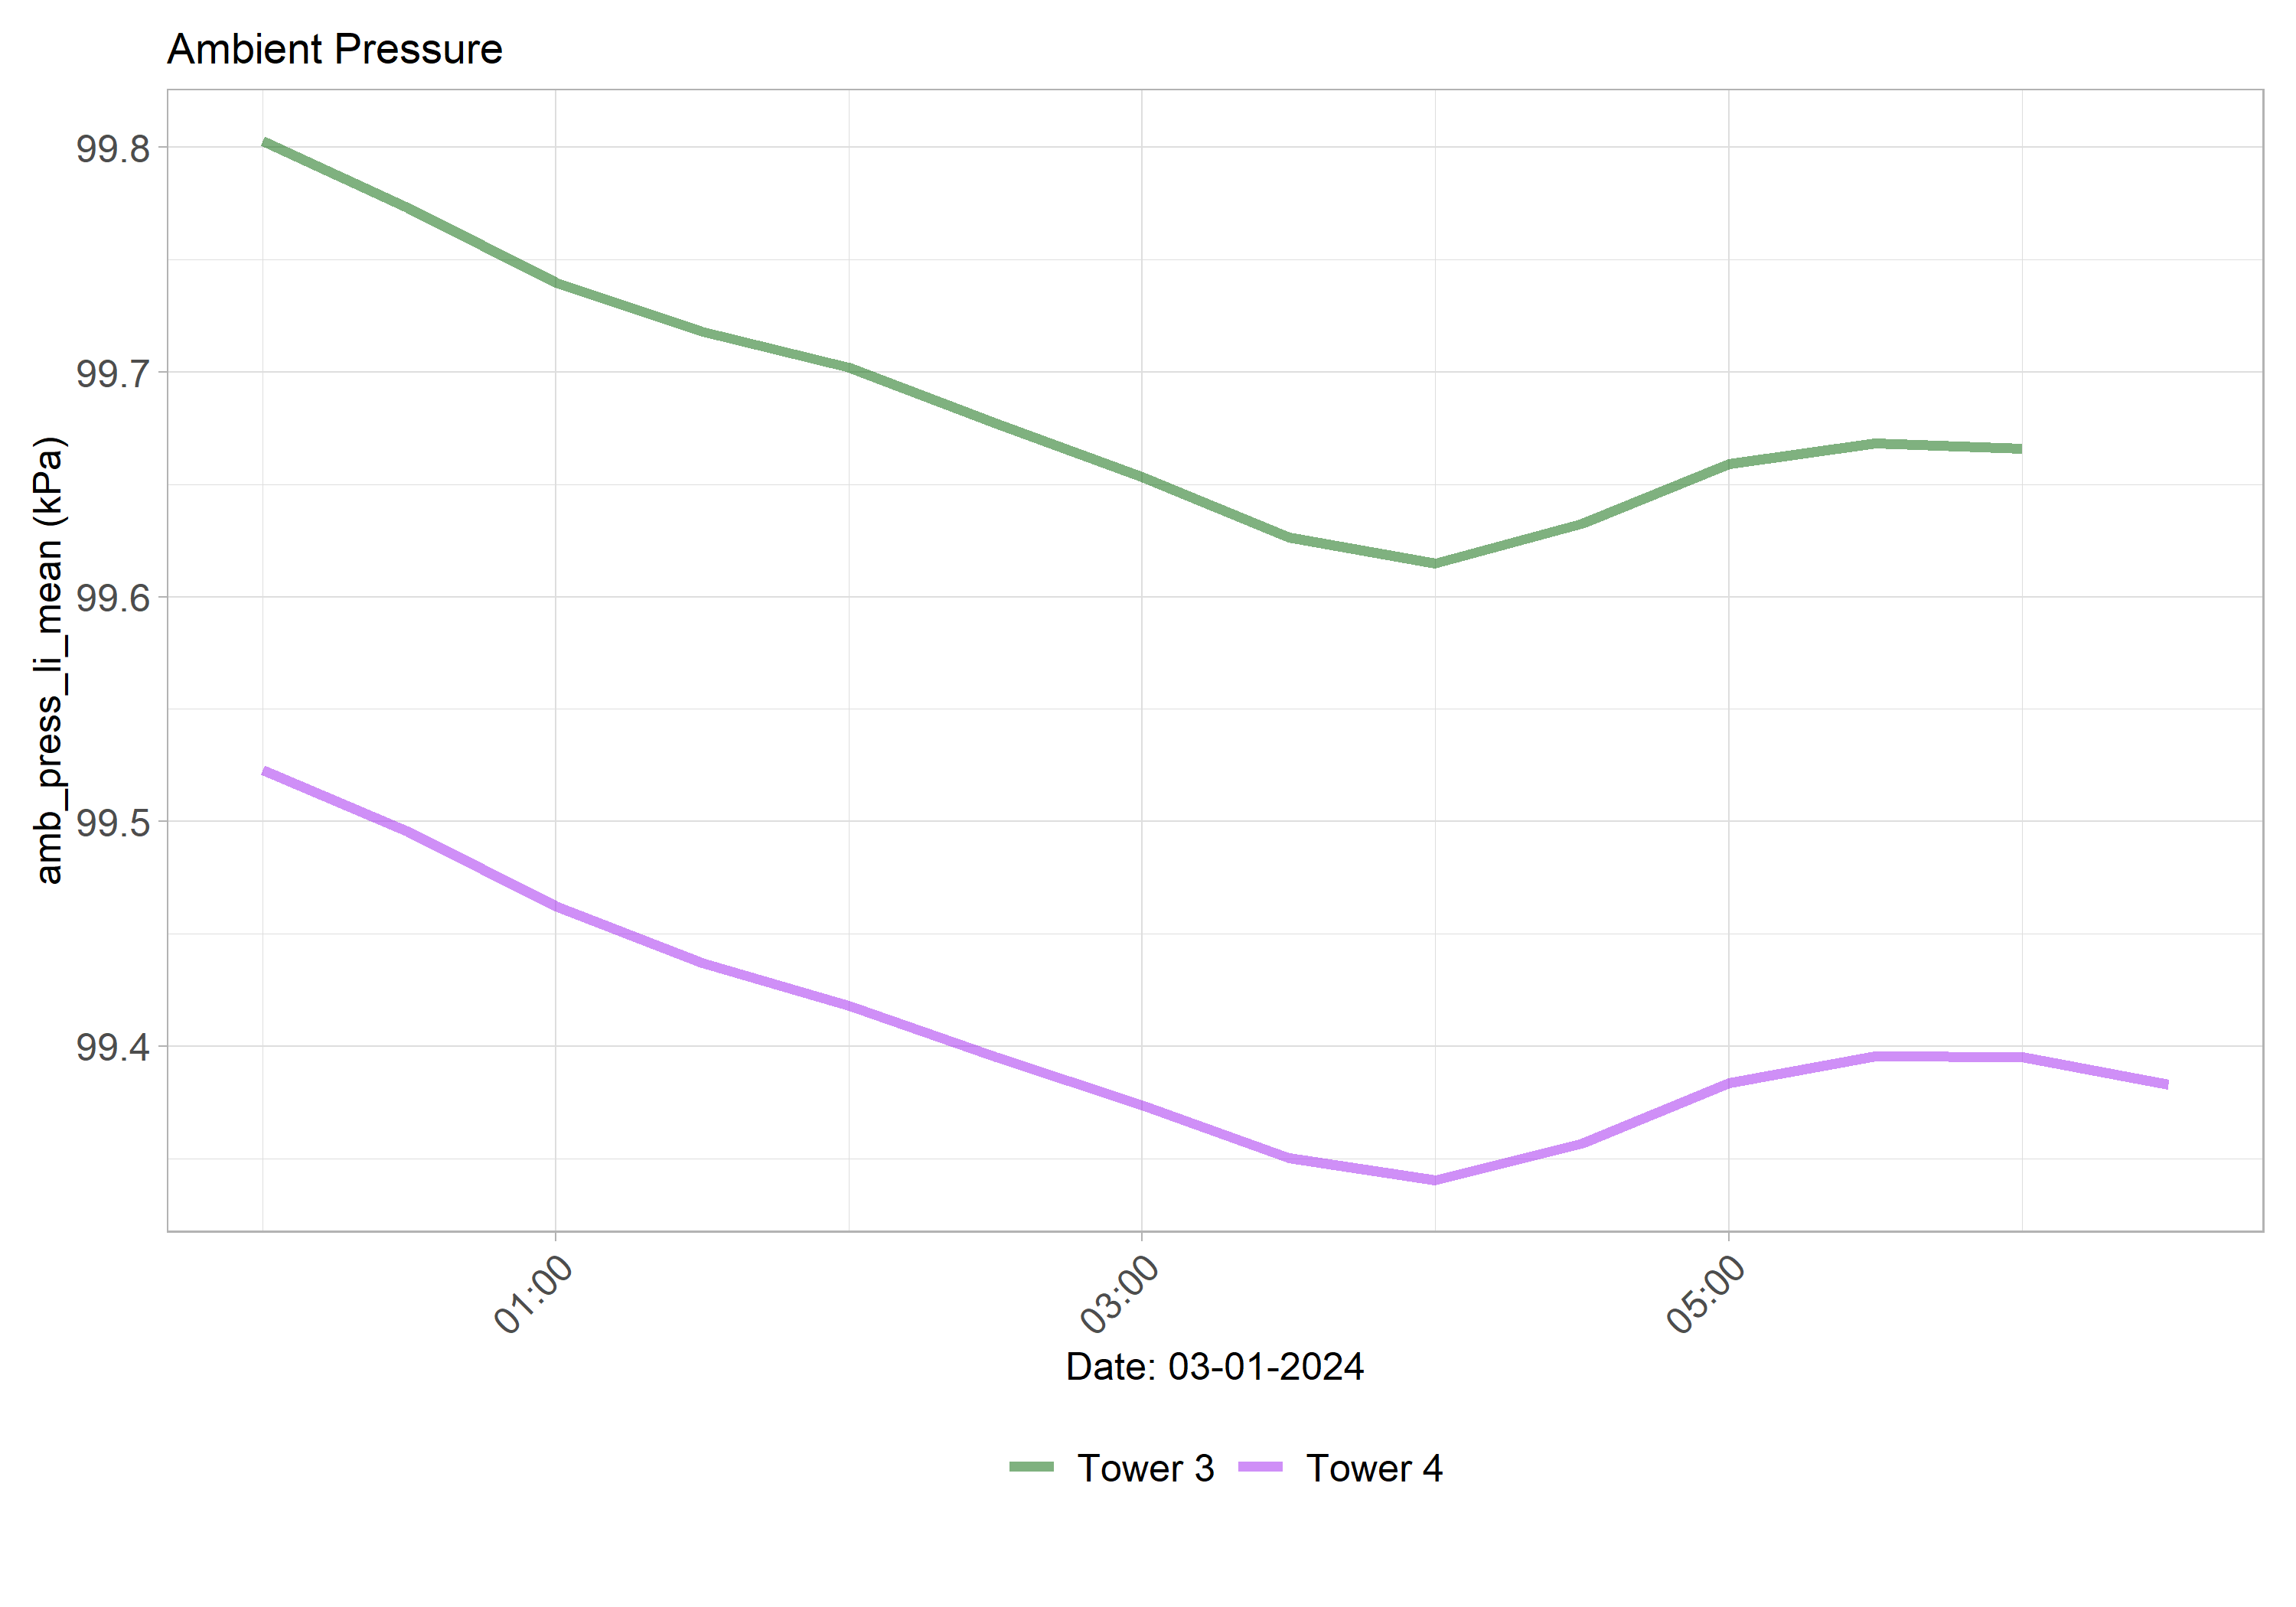 Ambient Pressure
amb_press_li_mean (kPa)
99.8
99.7
99.6
99.5
99.4
01:00
03:00
05:00
Date: 03-01-2024
Tower 3
Tower 4